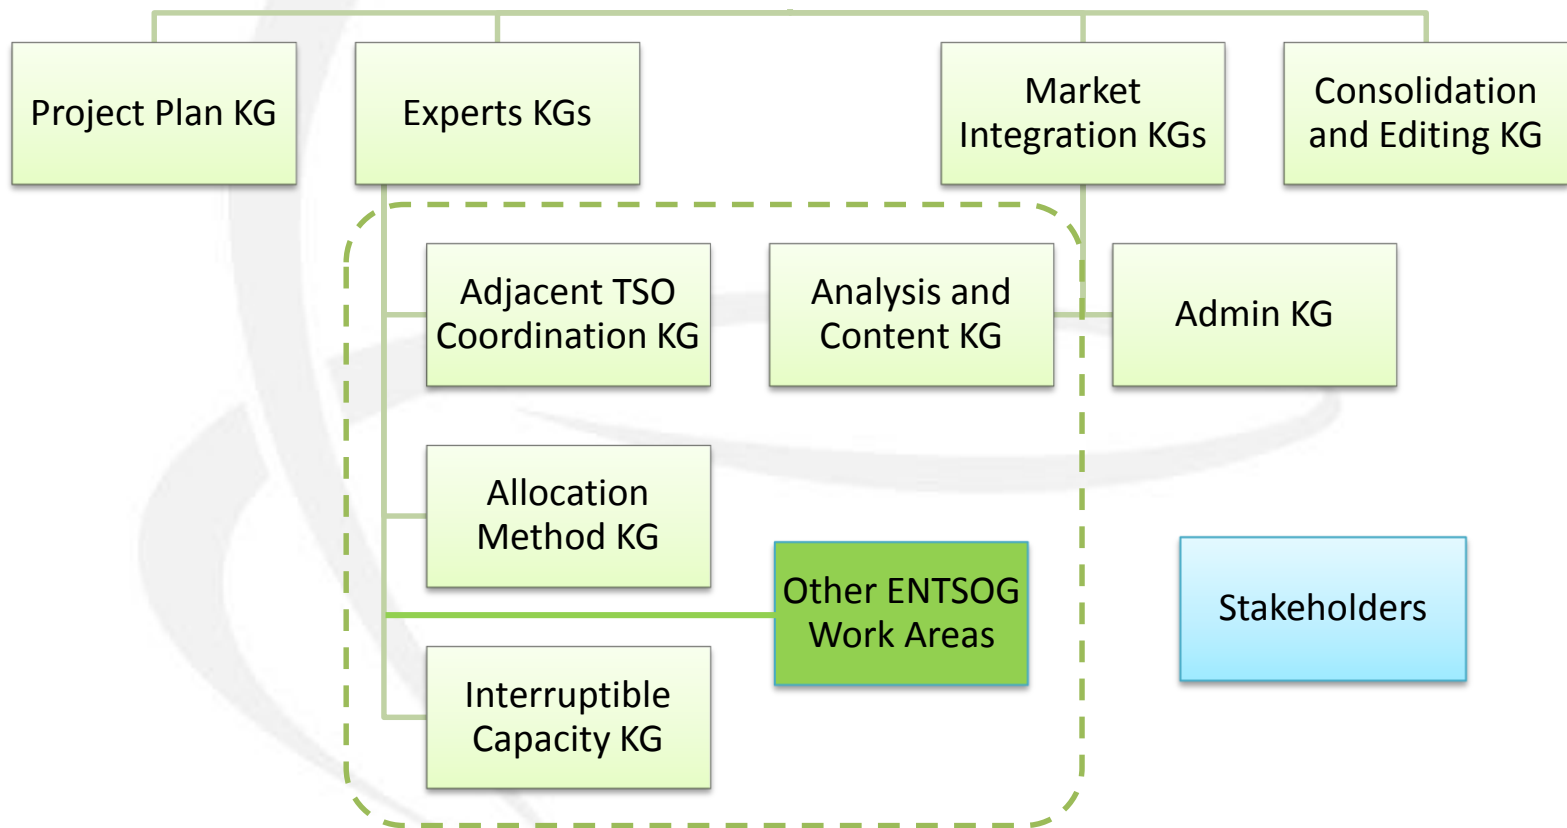 Project Plan KG
Experts KGs
Market
Integration KGs
Consolidation
and Editing KG
Adjacent TSO
Coordination KG
Analysis and
Content KG
Admin KG
Allocation
Method KG
Other ENTSOG
Work Areas
Stakeholders
Interruptible
Capacity KG